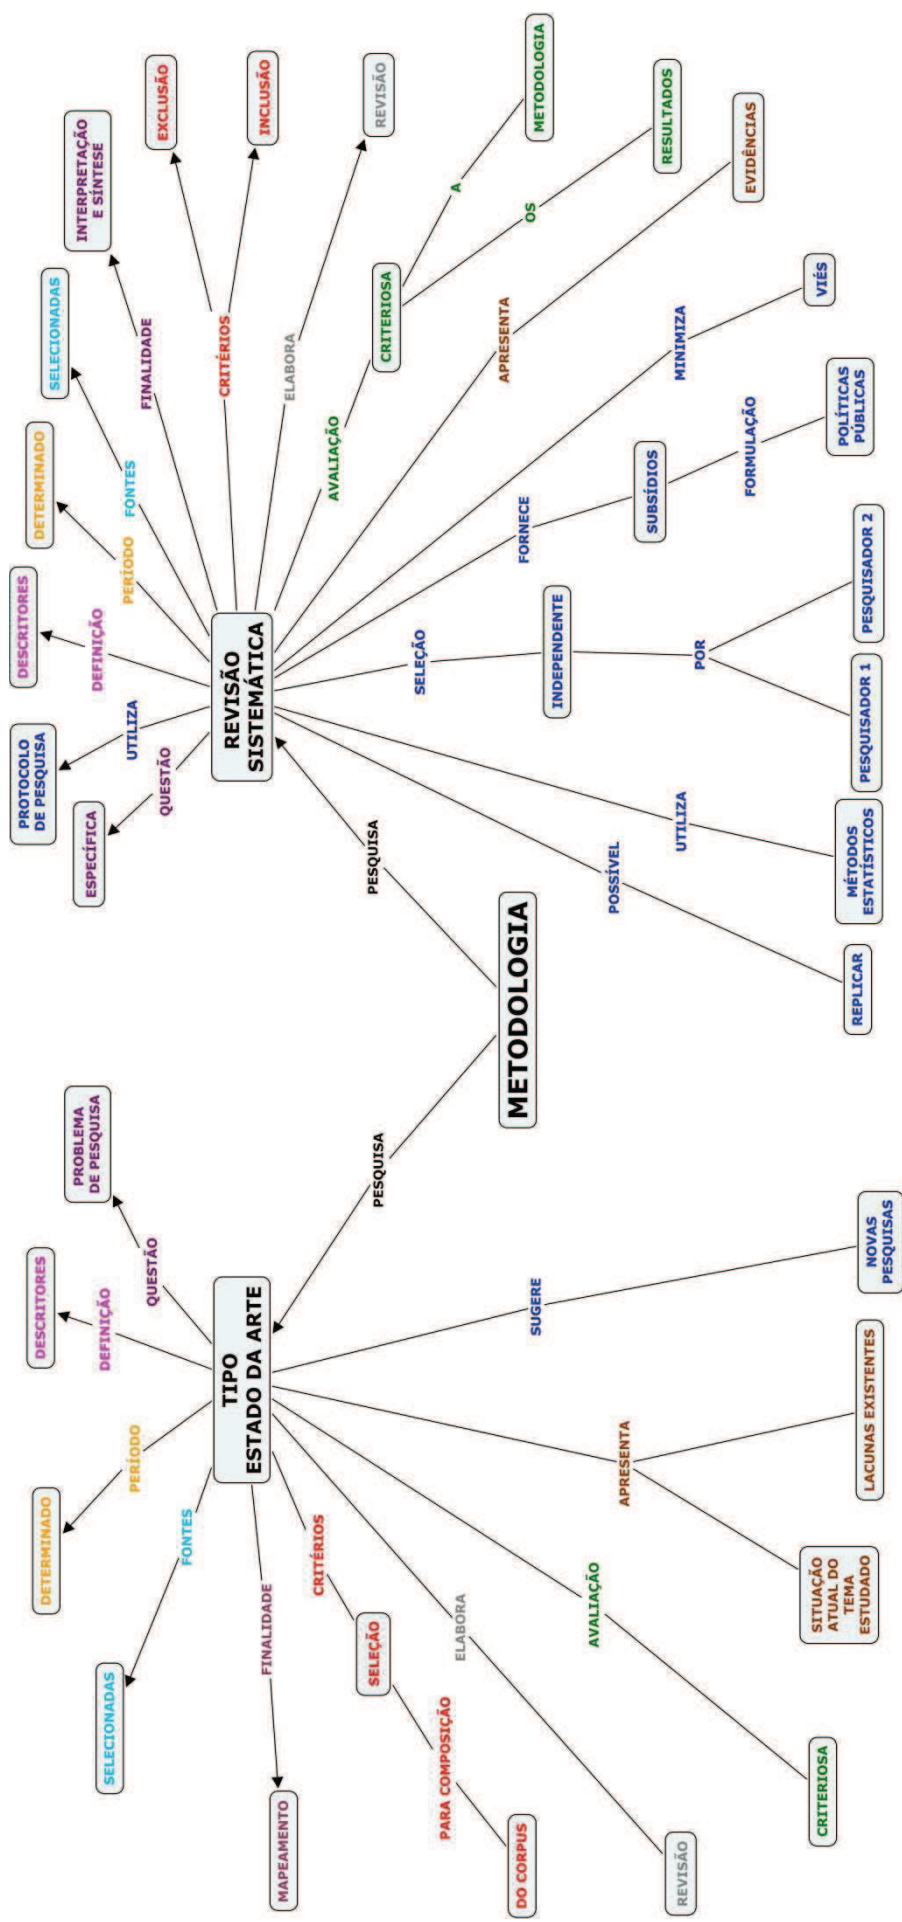 PROBLEMA
DE PESQUISA
DESCRITORES
QUESTÃO
DEFINIÇÃO
DETERMINADO
PERÍODO
SELECIONADAS
FONTES
TIPO
ESTADO DA ARTE
FINALIDADE
MAPEAMENTO
CRITÉRIOS
SELEÇÃO
PARA COMPOSIÇÃO
DO CORPUS
ELABORA
REVISÃO
AVALIAÇÃO
CRITERIOSA
APRESENTA
SITUAÇÃO
ATUAL DO
TEMA
ESTUDADO
LACUNAS EXISTENTES
SUGERE
NOVAS
PESQUISAS
PESQUISA
METODOLOGIA
PESQUISA
REVISÃO
SISTEMÁTICA
QUESTÃO
ESPECÍFICA
UTILIZA
PROTOCOLO
DE PESQUISA
DEFINIÇÃO
DESCRITORES
PERÍODO
DETERMINADO
FONTES
SELECIONADAS
FINALIDADE
INTERPRETAÇÃO
E SÍNTESE
CRITÉRIOS
EXCLUSÃO
INCLUSÃO
ELABORA
REVISÃO
AVALIAÇÃO
CRITERIOSA
A
METODOLOGIA
OS
RESULTADOS
APRESENTA
EVIDÊNCIAS
MINIMIZA
VIÉS
FORNECE
SUBSÍDIOS
FORMULAÇÃO
POLÍTICAS
PÚBLICAS
SELEÇÃO
INDEPENDENTE
POR
PESQUISADOR 1
PESQUISADOR 2
UTILIZA
MÉTODOS
ESTATÍSTICOS
POSSÍVEL
REPLICAR